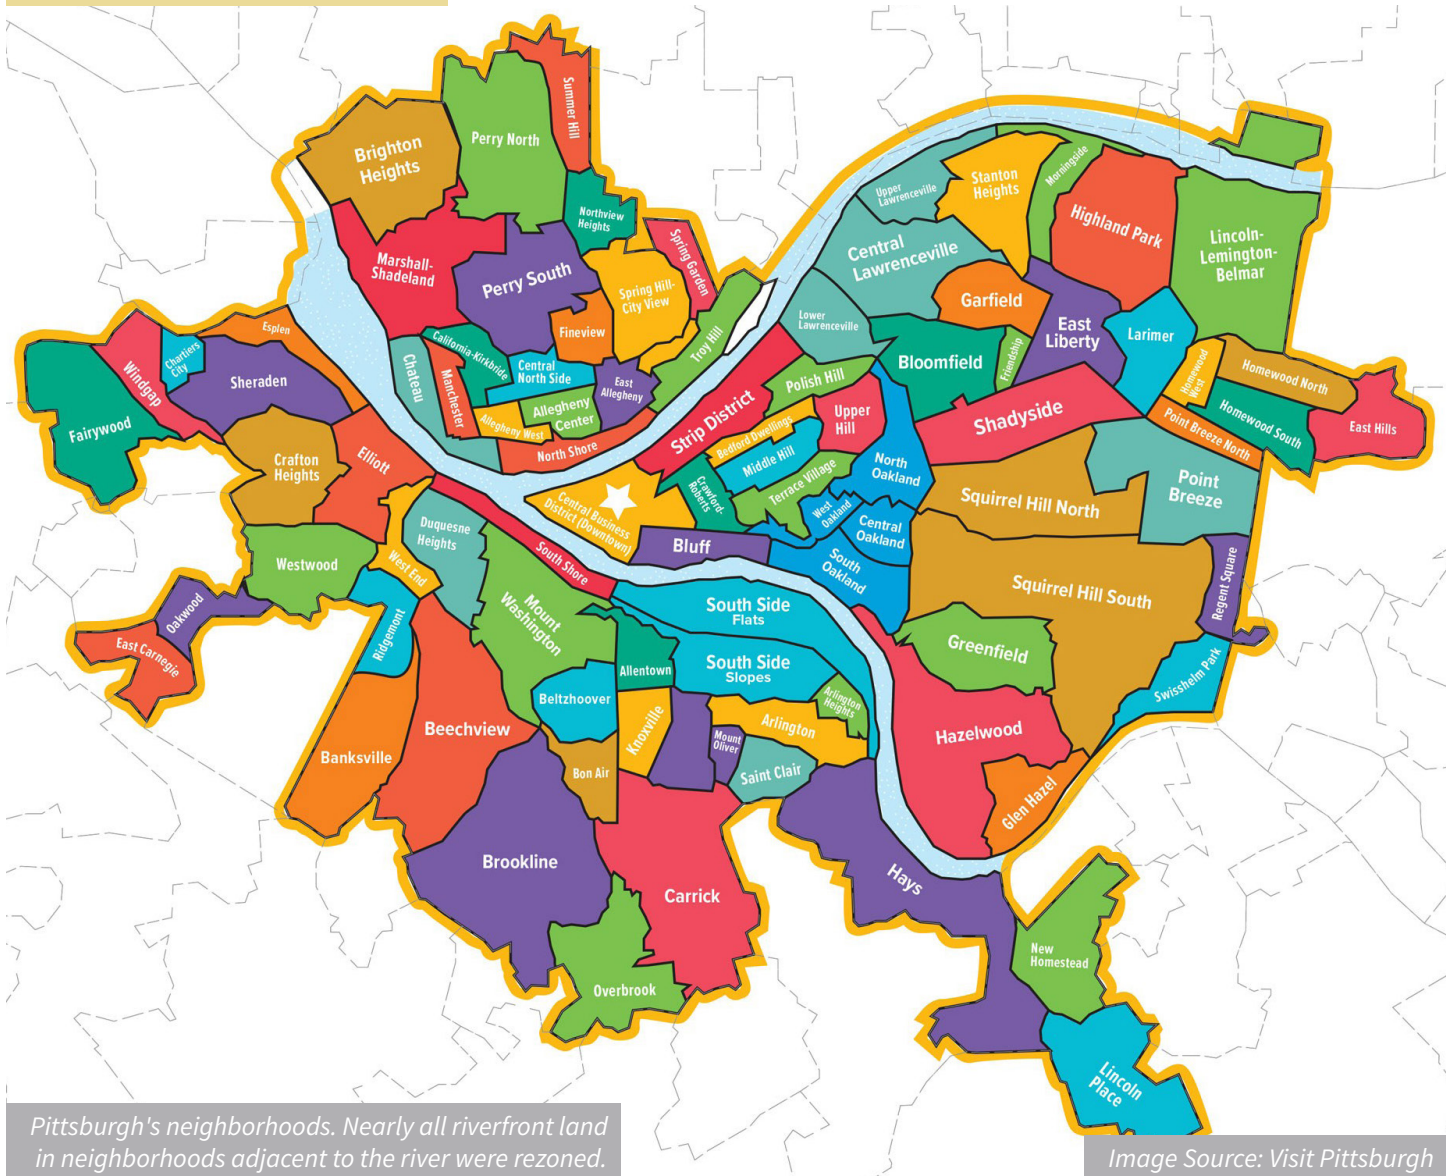 Summer Hill
Perry North
Brighton
Heights
Northview
Heights
Spring Garden
Marshall-
Shadeland
Perry South
Spring Hill-
City View
Fineview
Troy Hill
Esplen
Chartiers
City
Windgap
Sheraden
Fairywood
Crafton
Heights
Elliott
Chateau
Manchester
California-Kirkbride
Central
North Side
East
Allegheny
Allegheny
Center
Allegheny West
North Shore
Upper
Lawrenceville
Stanton
Heights
Morningside
Highland Park
Lincoln-
Lemington-
Belmar
Central
Lawrenceville
Lower
Lawrenceville
Garfield
East
Liberty
Larimer
Friendship
Bloomfield
Homewood
West
Homewood North
Homewood South
East Hills
Point Breeze North
Polish Hill
Strip District
Shadyside
Upper
Hill
Bedford Dwellings
Middle Hill
Crawford-
Roberts
Terrace Village
North
Oakland
West
Oakland
Central
Oakland
South
Oakland
Squirrel Hill North
Point
Breeze
Central Business
District (Downtown)
Bluff
Squirrel Hill South
Regent Square
Greenfield
Swisshelm Park
Hazelwood
Glen Hazel
Duquesne
Heights
South Shore
West End
Westwood
Oakwood
East Carnegie
Ridgemont
Mount
Washington
South Side
Flats
South Side
Slopes
Allentown
Beltzhoover
Arlington
Heights
Arlington
Knoxville
Mount
Oliver
Saint Clair
Beechview
Banksville
Bon Air
Brookline
Carrick
Overbrook
Hays
New
Homestead
Lincoln
Place
Pittsburgh's neighborhoods. Nearly all riverfront land
in neighborhoods adjacent to the river were rezoned.
Image Source: Visit Pittsburgh